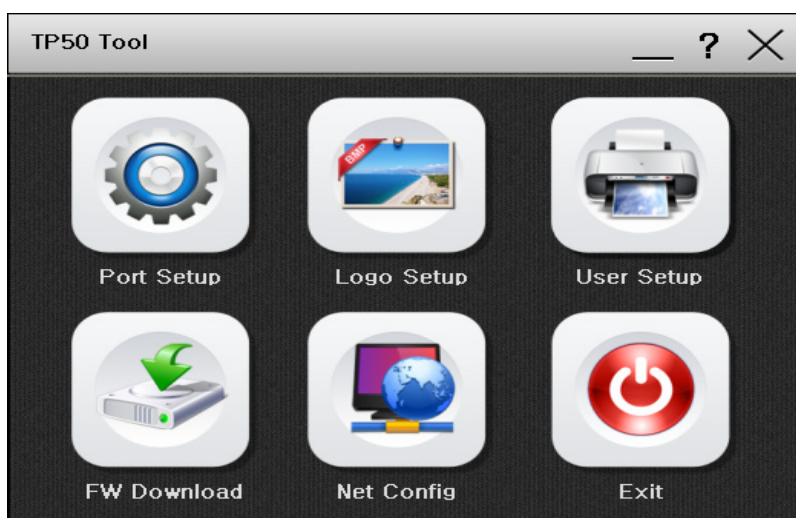 TP50 Tool
?
BMP
Port Setup
Logo Setup
User Setup
FW Download
Net Config
Exit